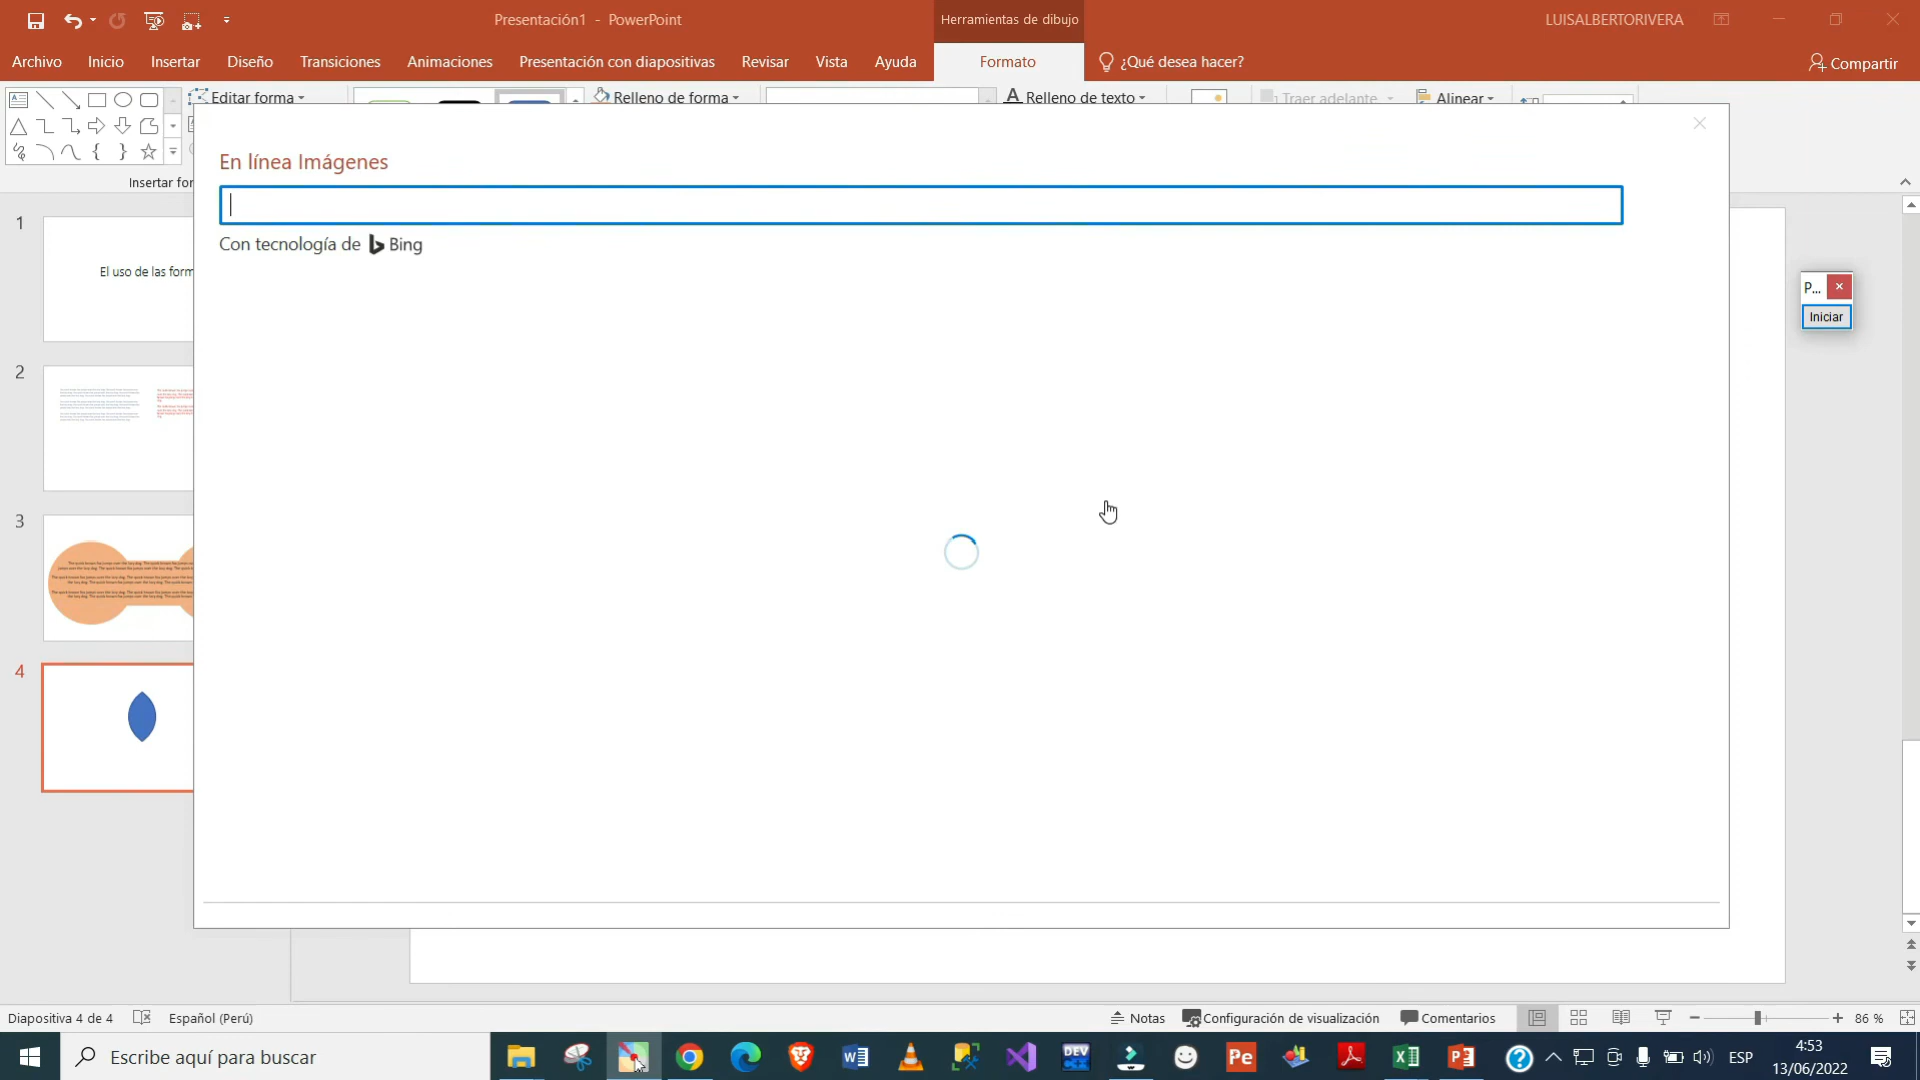 Presentación1 - PowerPoint
Herramientas de dibujo
LUISALBERTORIVERA
Archivo
Inicio
Insertar
Diseño
Transiciones
Animaciones
Presentación con diapositivas
Revisar
Vista
Ayuda
Formato
¿Qué desea hacer?
Compartir
Editar forma
Relleno de forma
Relleno de texto
Traer adelante
Alinear
Insertar for
En línea Imágenes
Con tecnología de Bing
1
El uso de las form
2
3
4
P...
Iniciar
Diapositiva 4 de 4
Español (Perú)
Notas
Configuración de visualización
Comentarios
86 %
Escribe aquí para buscar
DEV
Pe
ESP
4:53
13/06/2022